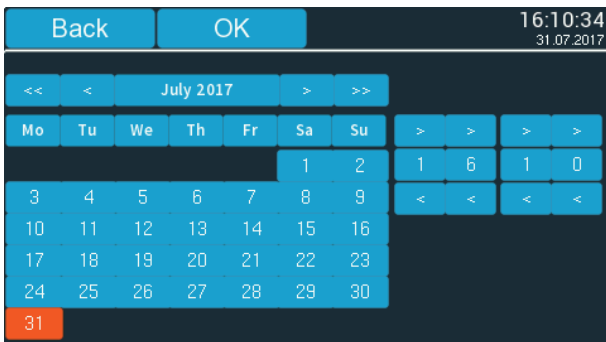 Back OK 16:10:34
31.07.2017
<< < July 2017 > >>
Mo Tu We Th Fr Sa Su > > > >
1 2 1 6 1 0
3 4 5 6 7 8 9 < < < <
10 11 12 13 14 15 16
17 18 19 20 21 22 23
24 25 26 27 28 29 30
31